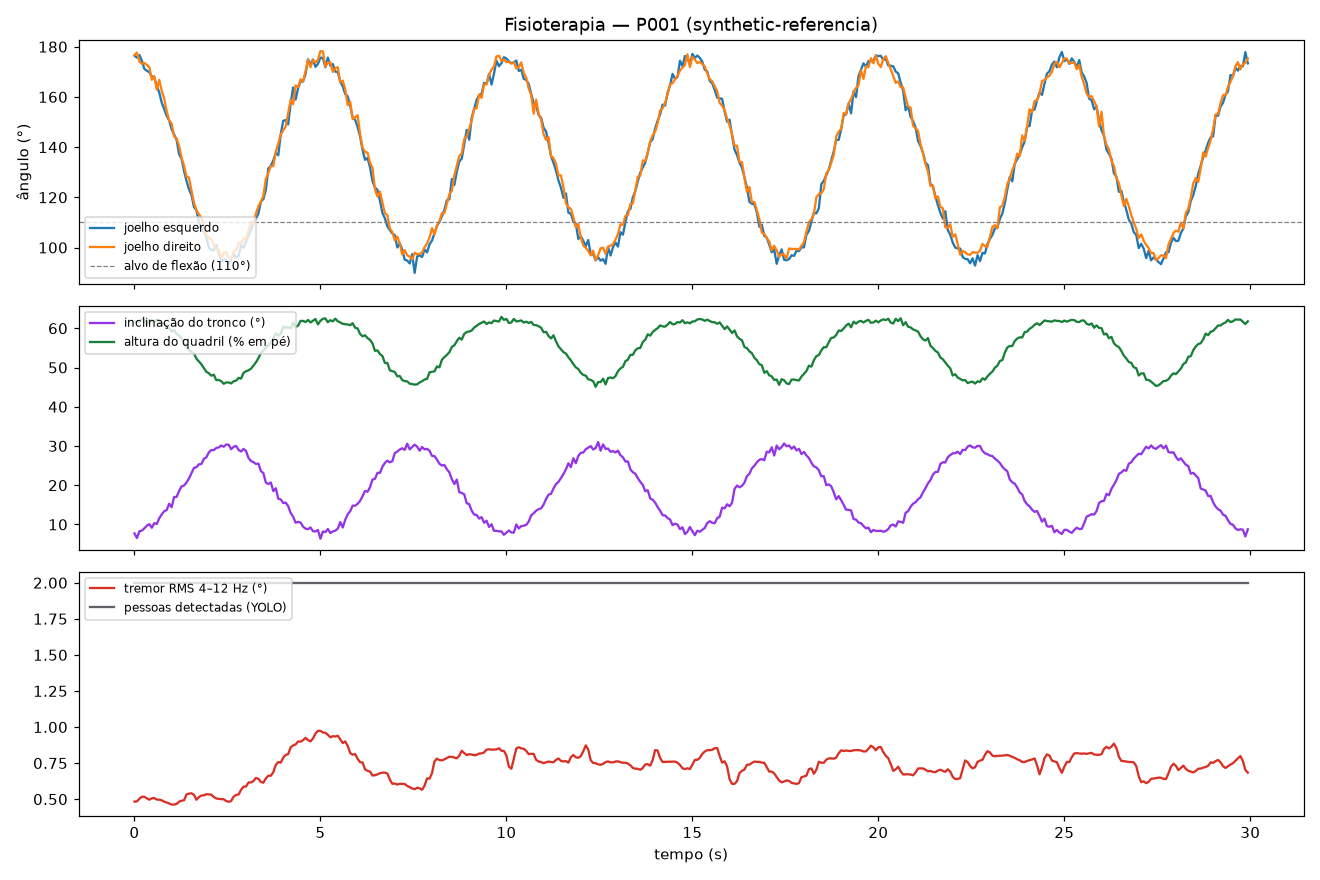 Fisioterapia — P001 (synthetic-referencia)
180
160
140
120
100
ângulo (°)
joelho esquerdo
joelho direito
alvo de flexão (110°)
60
50
40
30
20
10
inclinação do tronco (°)
altura do quadril (% em pé)
2.00
1.75
1.50
1.25
1.00
0.75
0.50
tremor RMS 4–12 Hz (°)
pessoas detectadas (YOLO)
0 5 10 15 20 25 30
tempo (s)